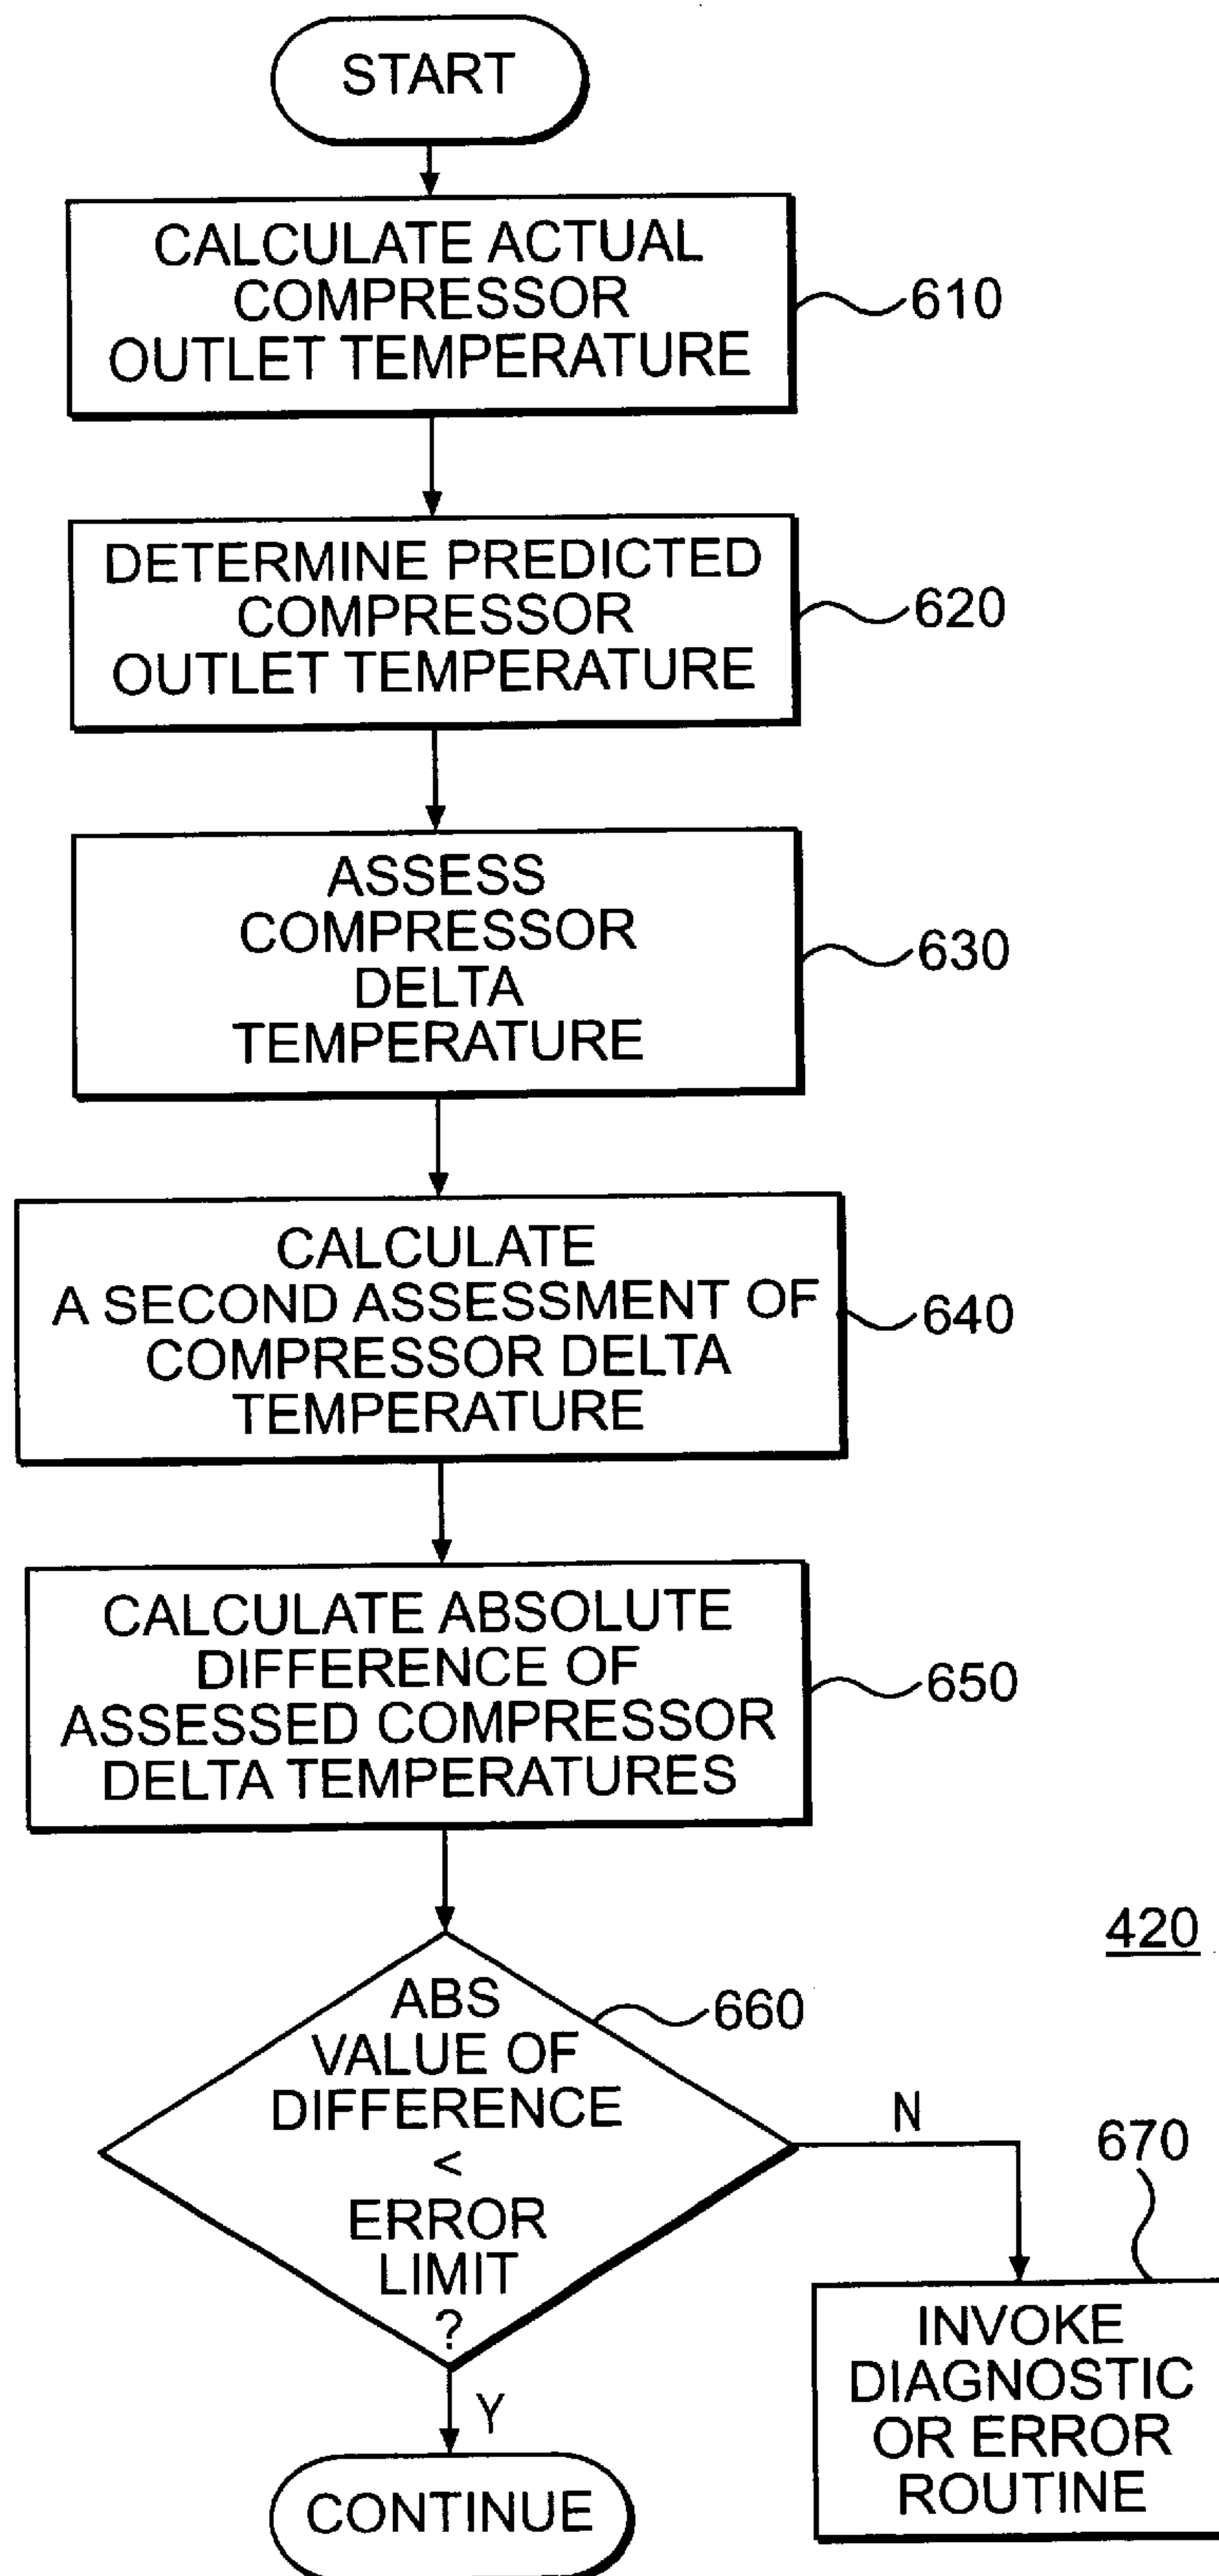 START
CALCULATE ACTUAL
COMPRESSOR
OUTLET TEMPERATURE
610
DETERMINE PREDICTED
COMPRESSOR
OUTLET TEMPERATURE
620
ASSESS
COMPRESSOR
DELTA
TEMPERATURE
630
CALCULATE
A SECOND ASSESSMENT OF
COMPRESSOR DELTA
TEMPERATURE
640
CALCULATE ABSOLUTE
DIFFERENCE OF
ASSESSED COMPRESSOR
DELTA TEMPERATURES
650
420
ABS
VALUE OF
DIFFERENCE
<
ERROR
LIMIT
?
660
N
670
Y
INVOKE
DIAGNOSTIC
OR ERROR
ROUTINE
CONTINUE